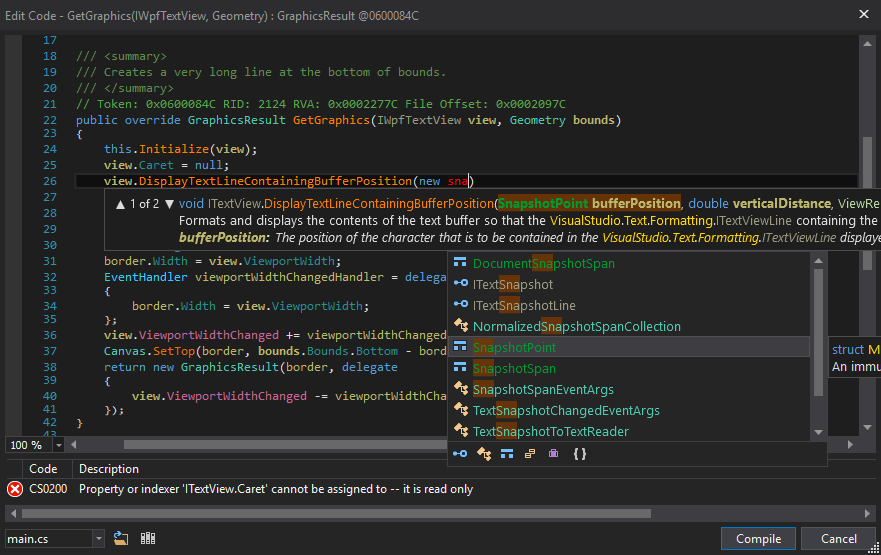 Edit Code - GetGraphics(IWpfTextView, Geometry) : GraphicsResult @0600084C
17
18 /// <summary>
19 /// Creates a very long line at the bottom of bounds.
20 /// </summary>
21 // Token: 0x0600084C RID: 2124 RVA: 0x0002277C File Offset: 0x0002097C
22 public override GraphicsResult GetGraphics(IWpfTextView view, Geometry bounds)
23 {
24 this.Initialize(view);
25 view.Caret = null;
26 view.DisplayTextLineContainingBufferPosition(new sna)
27 ▲ 1 of 2 ▼ void ITextView.DisplayTextLineContainingBufferPosition(SnapshotPoint bufferPosition, double verticalDistance, ViewRe
28 Formats and displays the contents of the text buffer so that the VisualStudio.Text.Formatting.ITextViewLine containing the
29 bufferPosition: The position of the character that is to be contained in the VisualStudio.Text.Formatting.ITextViewLine displaye
30
31 border.Width = view.ViewportWidth;
32 EventHandler viewportWidthChangedHandler = delega
33 {
34 border.Width = view.ViewportWidth;
35 };
36 view.ViewportWidthChanged += viewportWidthChanged
37 Canvas.SetTop(border, bounds.Bounds.Bottom - bord
38 return new GraphicsResult(border, delegate
39 {
40 view.ViewportWidthChanged -= viewportWidthCha
41 });
42 }
43
DocumentSnapshotSpan
ITextSnapshot
ITextSnapshotLine
NormalizedSnapshotSpanCollection
SnapshotPoint
SnapshotSpan
SnapshotSpanEventArgs
TextSnapshotChangedEventArgs
TextSnapshotToTextReader
{ }
struct M
An immu
100 %
Code Description
CS0200 Property or indexer 'ITextView.Caret' cannot be assigned to -- it is read only
main.cs
Compile Cancel